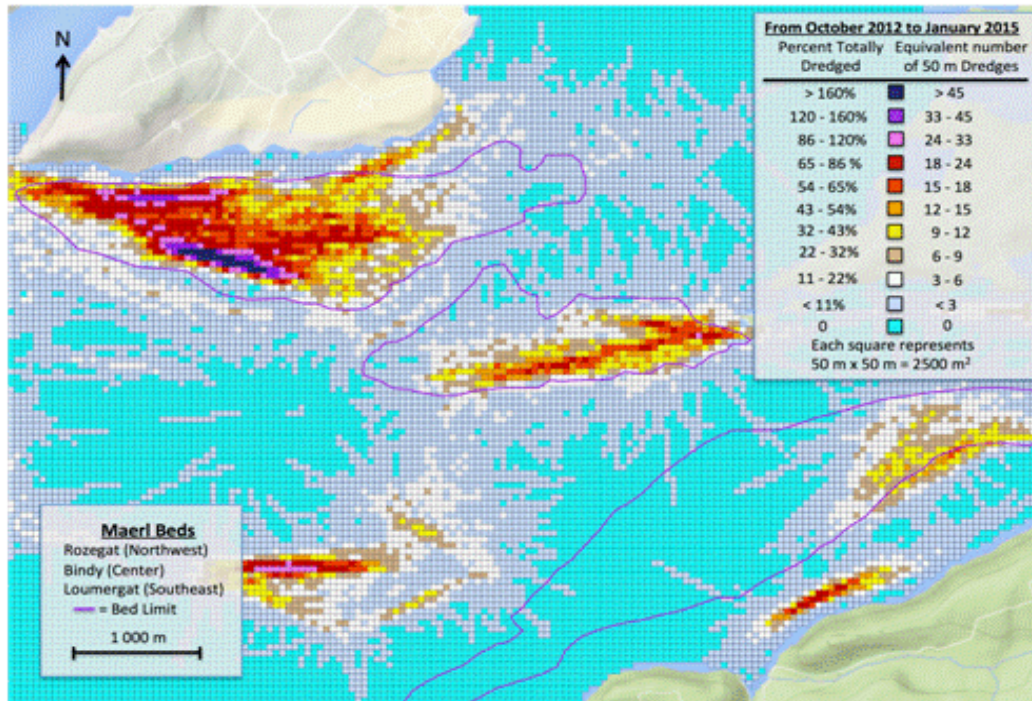 N
From October 2012 to January 2015
Percent Totally Dredged Equivalent number of 50 m Dredges
> 160% > 45
120 - 160% 33 - 45
86 - 120% 24 - 33
65 - 86 % 18 - 24
54 - 65% 15 - 18
43 - 54% 12 - 15
32 - 43% 9 - 12
22 - 32% 6 - 9
11 - 22% 3 - 6
< 11% < 3
0 0
Each square represents
50 m x 50 m = 2500 m²
Maerl Beds
Rozegat (Northwest)
Bindy (Center)
Loumergat (Southeast)
= Bed Limit
1 000 m